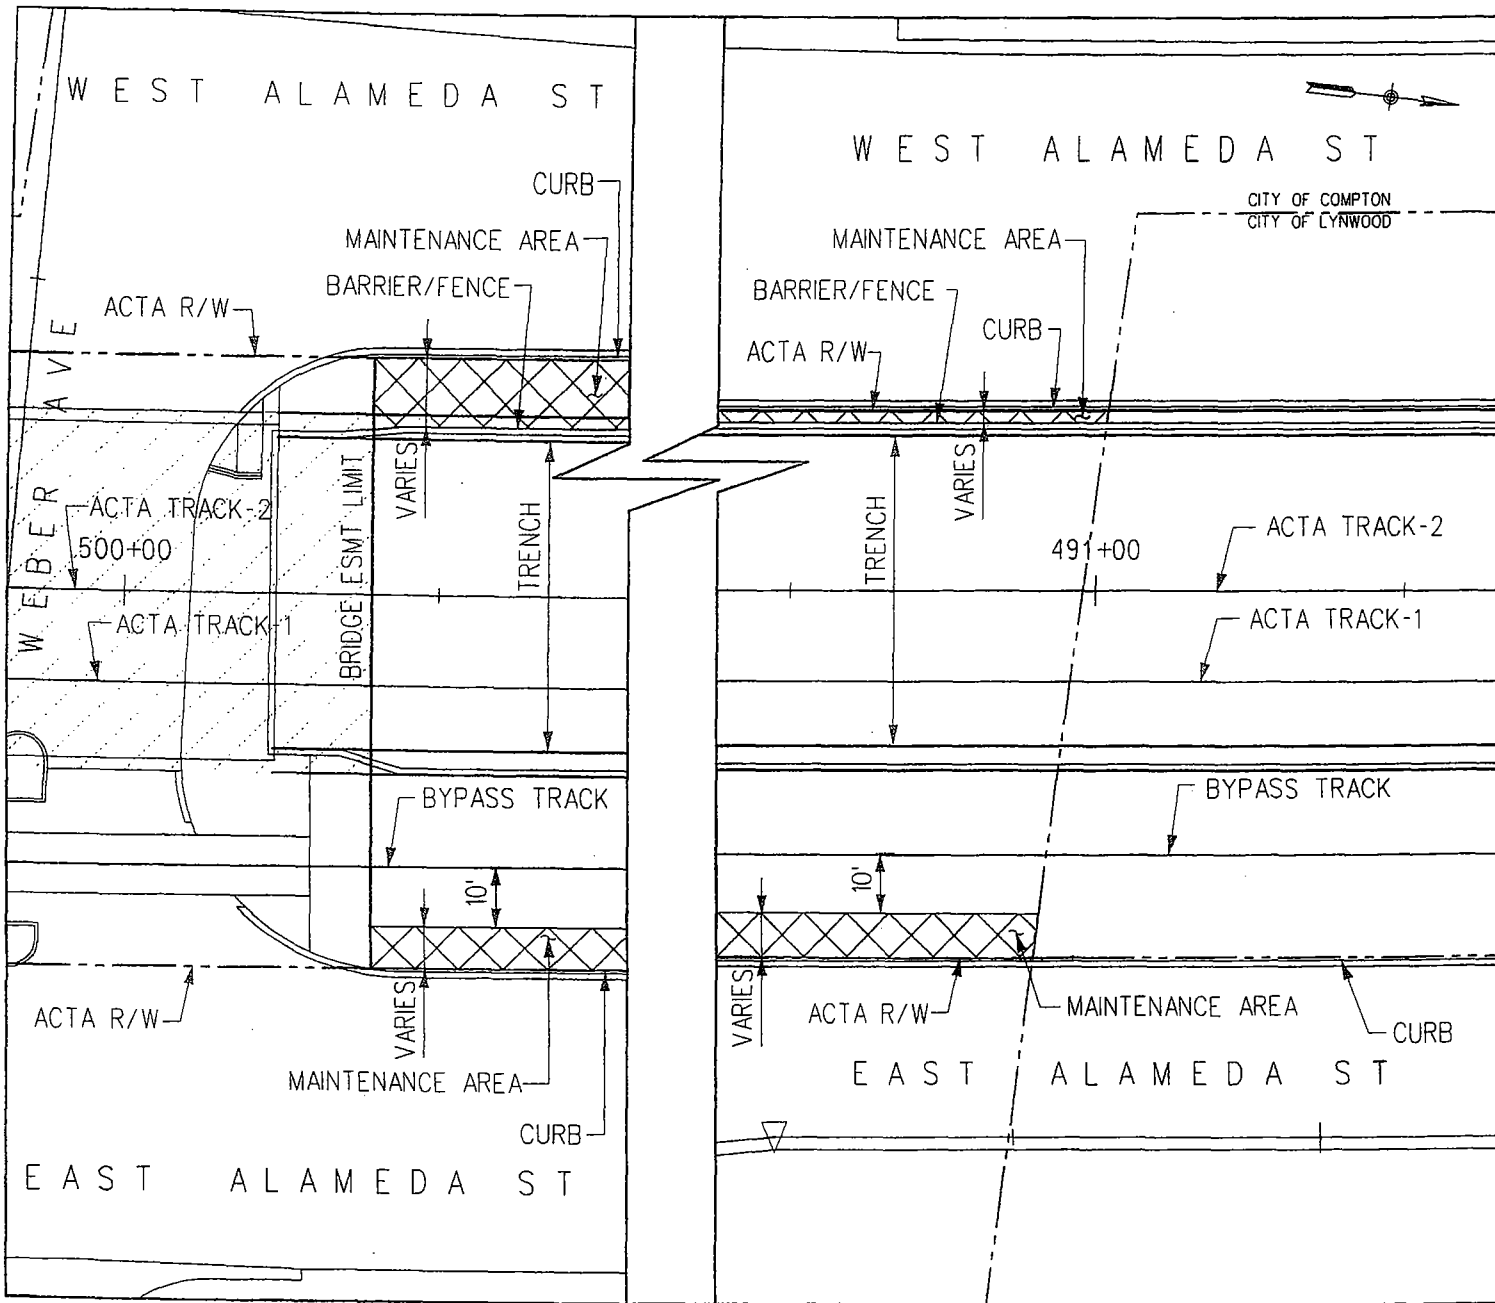 WEST ALAMEDA ST
CURB
MAINTENANCE AREA
BARRIER/FENCE
ACTA R/W
WEBER AVE
VARIES
BRIDGE ESMT LIMIT
TRENCH
ACTA TRACK-2
500+00
ACTA TRACK-1
BYPASS TRACK
10'
VARIES
ACTA R/W
MAINTENANCE AREA
CURB
EAST ALAMEDA ST
WEST ALAMEDA ST
CITY OF COMPTON
CITY OF LYNWOOD
MAINTENANCE AREA
BARRIER/FENCE
CURB
ACTA R/W
VARIES
TRENCH
491+00
ACTA TRACK-2
ACTA TRACK-1
BYPASS TRACK
10'
VARIES
ACTA R/W
MAINTENANCE AREA
CURB
EAST ALAMEDA ST